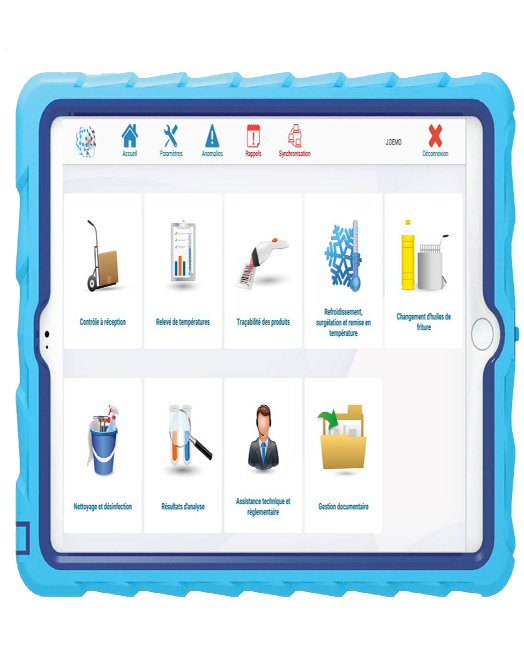 Accueil
Paramètres
Anomalies
Rappels
Synchronisation
J.DEMO
Déconnexion
Contrôle à réception
Relevé de températures
Traçabilité des produits
Refroidissement,
surgélation et remise en
température
Changement d'huiles de
friture
Nettoyage et désinfection
Résultats d'analyse
Assistance technique et
règlementaire
Gestion documentaire